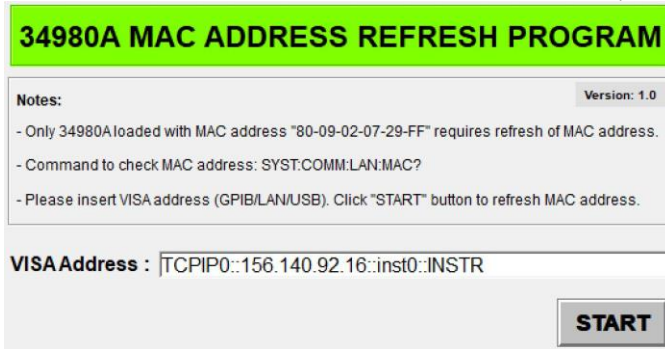 34980A MAC ADDRESS REFRESH PROGRAM
Notes:
Version: 1.0
- Only 34980A loaded with MAC address "80-09-02-07-29-FF" requires refresh of MAC address.
- Command to check MAC address: SYST:COMM:LAN:MAC?
- Please insert VISA address (GPIB/LAN/USB). Click "START" button to refresh MAC address.
VISA Address : TCPIP0::156.140.92.16::inst0::INSTR
START